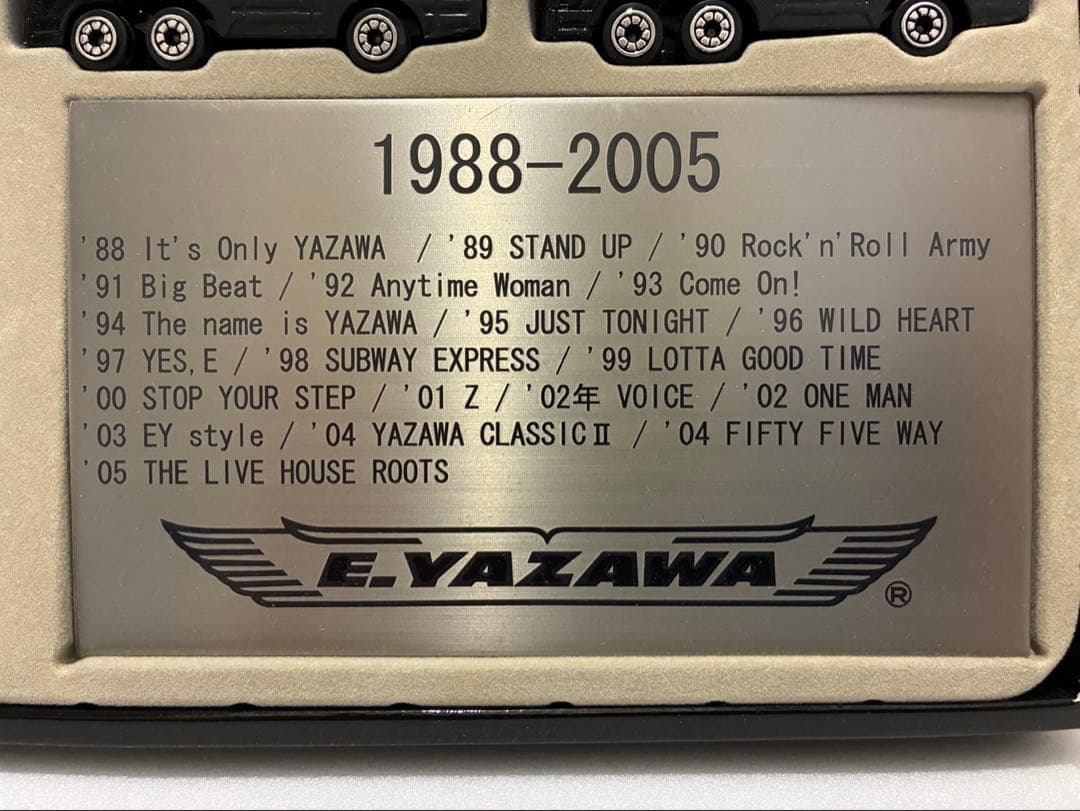 1988-2005
'88 It's Only YAZAWA / '89 STAND UP / '90 Rock'n'Roll Army
'91 Big Beat / '92 Anytime Woman / '93 Come On!
'94 The name is YAZAWA / '95 JUST TONIGHT / '96 WILD HEART
'97 YES,E / '98 SUBWAY EXPRESS / '99 LOTTA GOOD TIME
'00 STOP YOUR STEP / '01 Z / '02年 VOICE / '02 ONE MAN
'03 EY style / '04 YAZAWA CLASSICⅡ / '04 FIFTY FIVE WAY
'05 THE LIVE HOUSE ROOTS
E.YAZAWA ®